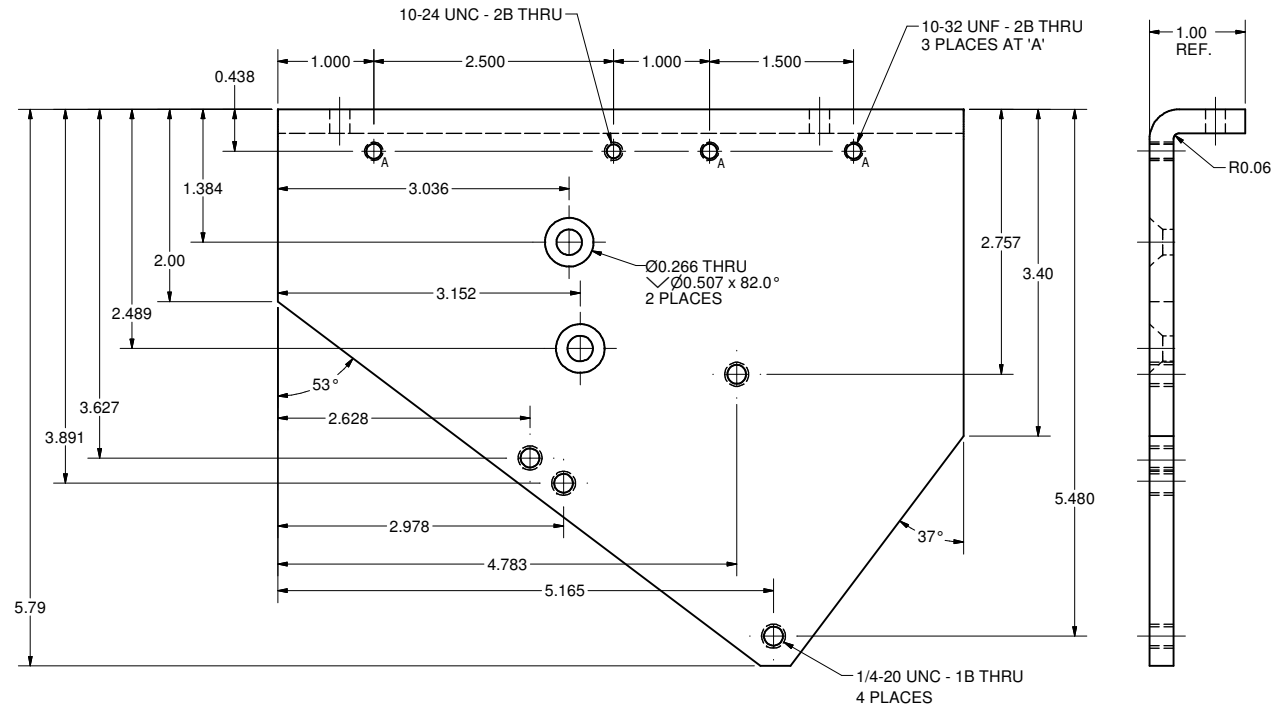 10-24 UNC - 2B THRU
10-32 UNF - 2B THRU
3 PLACES AT 'A'
1.00
REF.
1.000
2.500
1.000
1.500
0.438
A
A
A
R0.06
1.384
3.036
2.757
2.00
Ø0.266 THRU
⌵Ø0.507 x 82.0°
2 PLACES
3.40
3.152
2.489
53°
3.627
2.628
3.891
5.480
2.978
37°
4.783
5.165
5.79
1/4-20 UNC - 1B THRU
4 PLACES